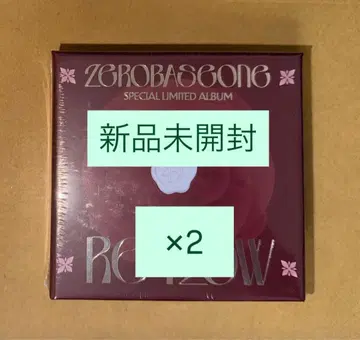 ZEROBASEONE
SPECIAL LIMITED ALBUM
新品未開封
×2